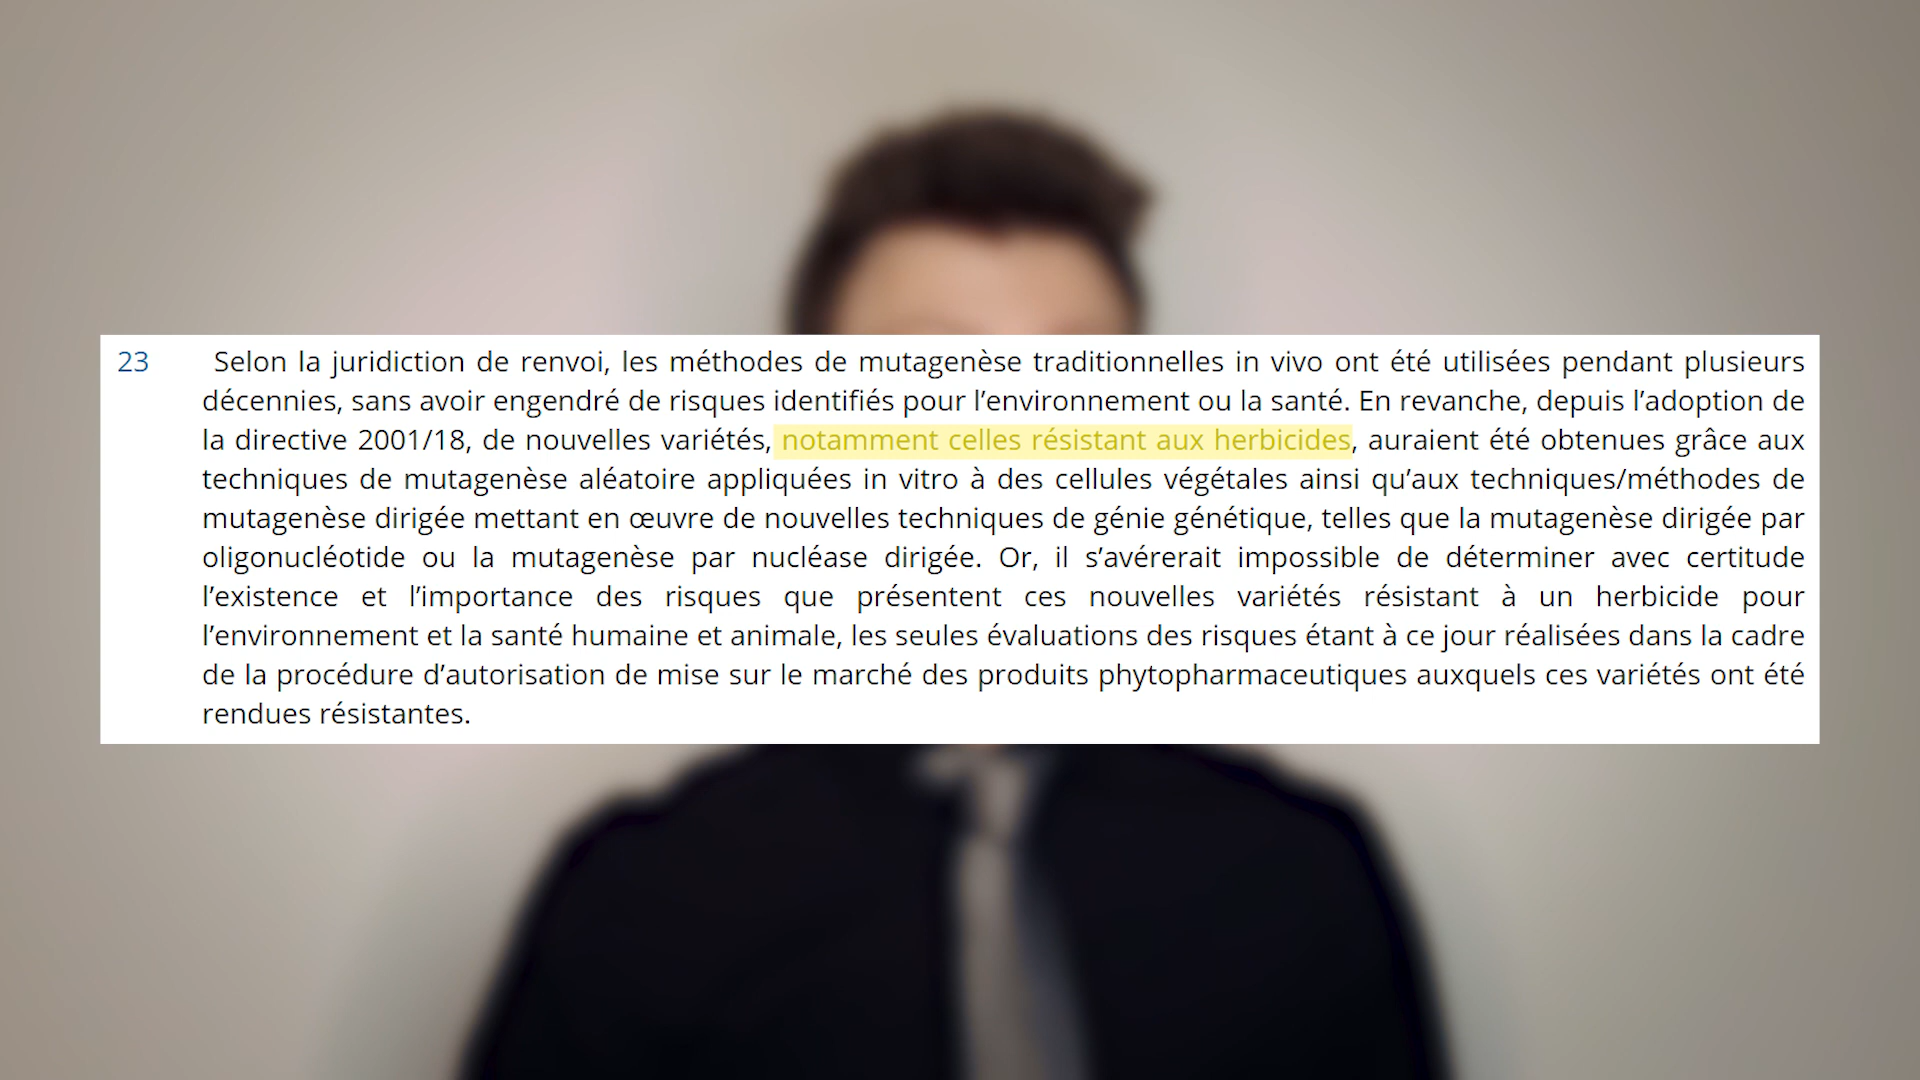 23 Selon la juridiction de renvoi, les méthodes de mutagenèse traditionnelles in vivo ont été utilisées pendant plusieurs
décennies, sans avoir engendré de risques identifiés pour l’environnement ou la santé. En revanche, depuis l’adoption de
la directive 2001/18, de nouvelles variétés, notamment celles résistant aux herbicides, auraient été obtenues grâce aux
techniques de mutagenèse aléatoire appliquées in vitro à des cellules végétales ainsi qu’aux techniques/méthodes de
mutagenèse dirigée mettant en œuvre de nouvelles techniques de génie génétique, telles que la mutagenèse dirigée par
oligonucléotide ou la mutagenèse par nucléase dirigée. Or, il s’avérerait impossible de déterminer avec certitude
l’existence et l’importance des risques que présentent ces nouvelles variétés résistant à un herbicide pour
l’environnement et la santé humaine et animale, les seules évaluations des risques étant à ce jour réalisées dans la cadre
de la procédure d’autorisation de mise sur le marché des produits phytopharmaceutiques auxquels ces variétés ont été
rendues résistantes.